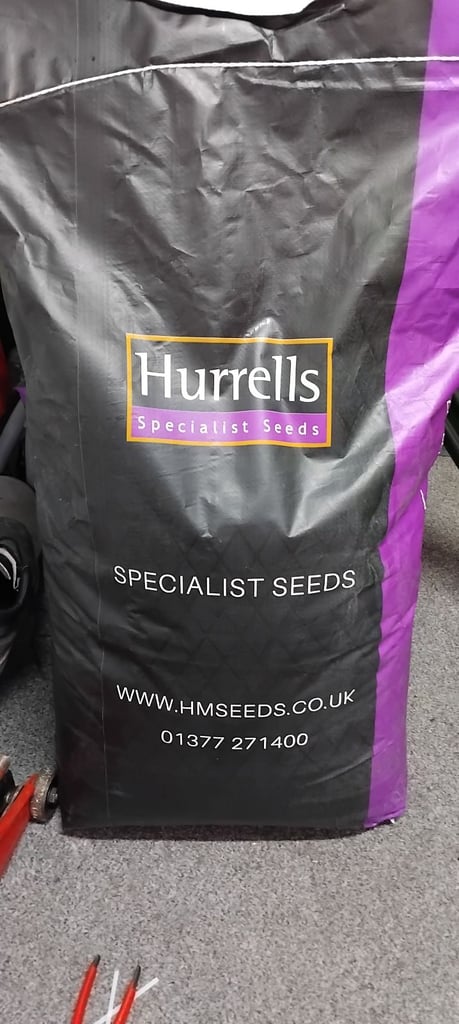 Hurrells
Specialist Seeds
SPECIALIST SEEDS
WWW.HMSEEDS.CO.UK
01377 271400